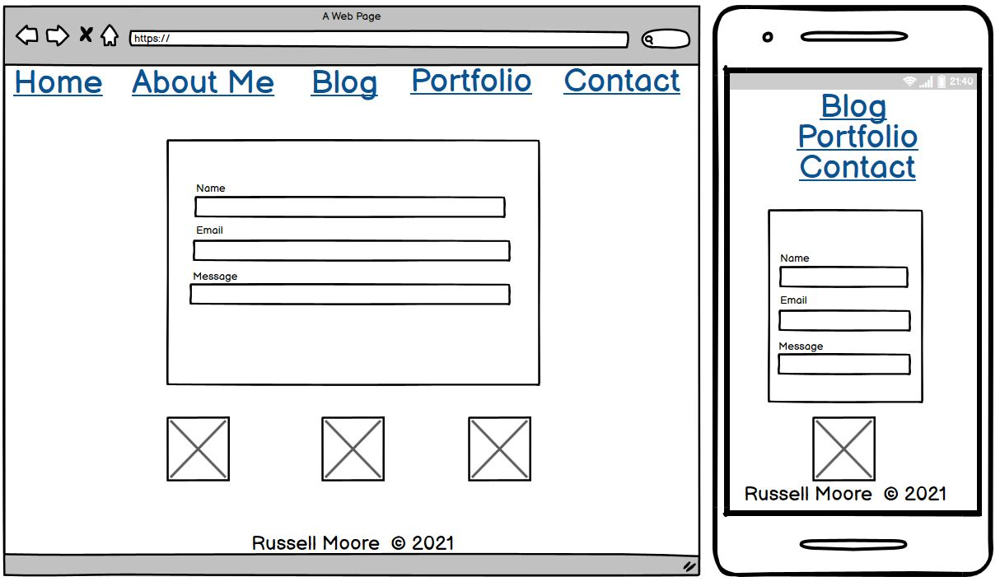 A Web Page
https://
Home About Me Blog Portfolio Contact
Name
Email
Message
Russell Moore © 2021
21:40
Blog
Portfolio
Contact
Name
Email
Message
Russell Moore © 2021